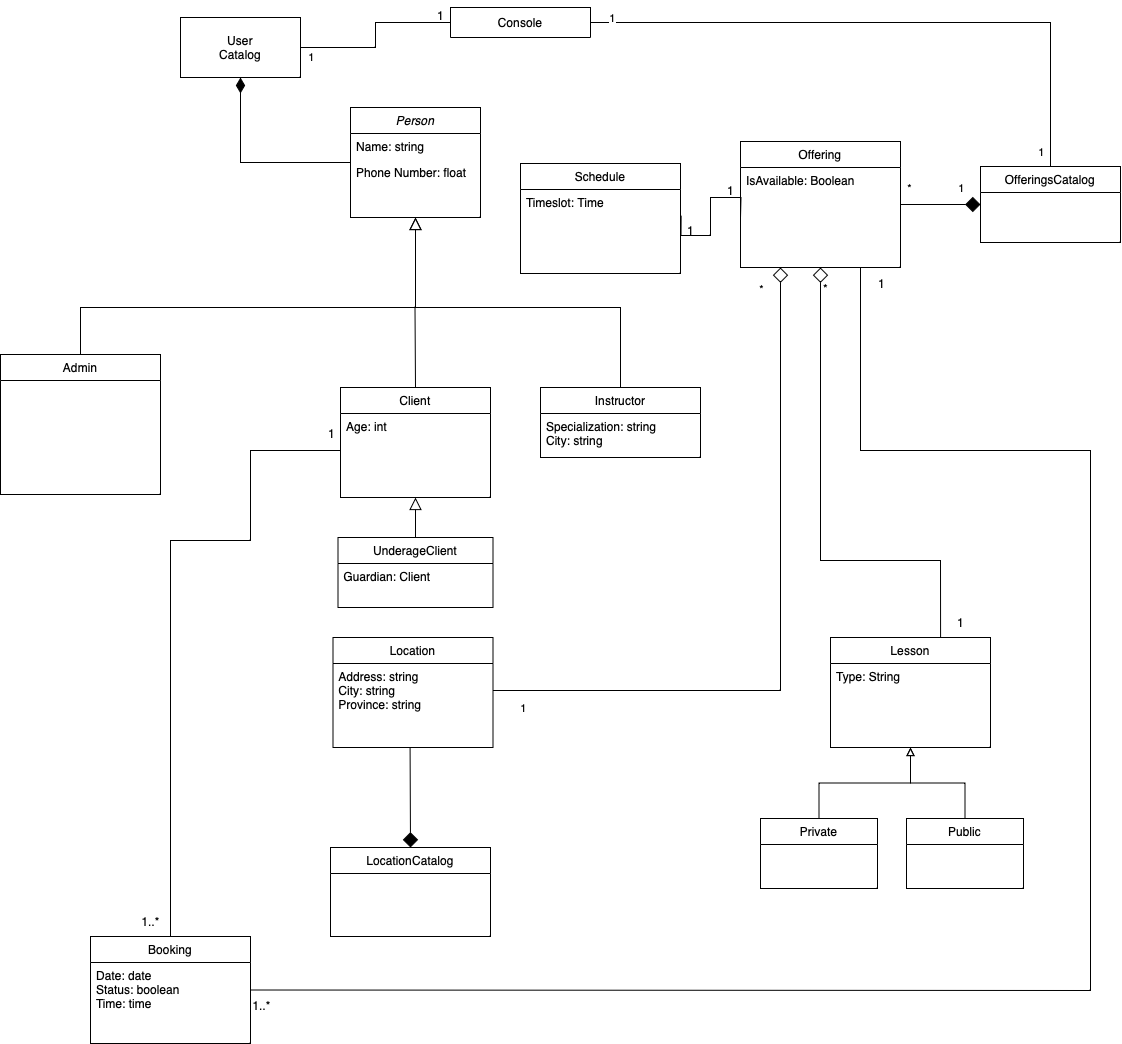 Console
1
1
User
Catalog
1
Person
Name: string
Phone Number: float
Schedule
Timeslot: Time
1
1
Offering
IsAvailable: Boolean
*
1
1
OfferingsCatalog
*
*
1
Admin
Client
Age: int
1
Instructor
Specialization: string
City: string
UnderageClient
Guardian: Client
Location
Address: string
City: string
Province: string
1
1
Lesson
Type: String
Private
Public
LocationCatalog
1..*
Booking
Date: date
Status: boolean
Time: time
1..*